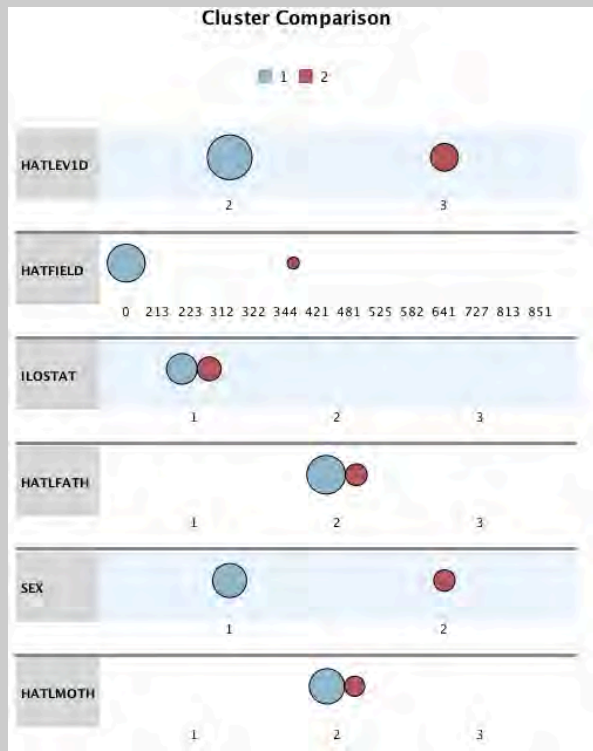 Cluster Comparison
1 2
HATLEV1D
2 3
HATFIELD
0 213 223 312 322 344 421 481 525 582 641 727 813 851
ILOSTAT
1 2 3
HATLFATH
1 2 3
SEX
1 2
HATLMOTH
1 2 3